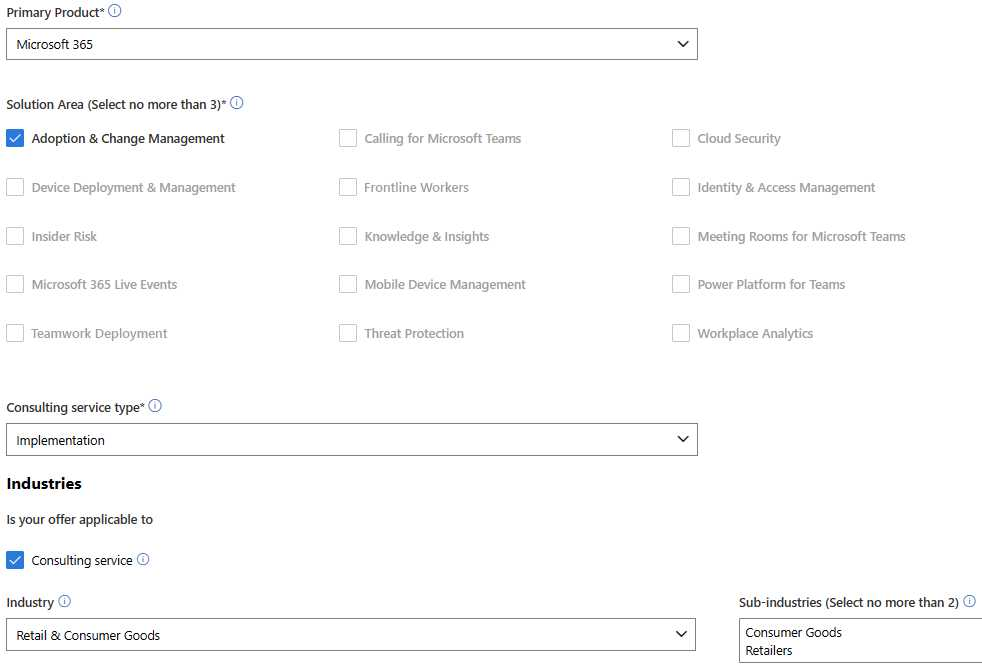 Primary Product*
Microsoft 365
Solution Area (Select no more than 3)*
Adoption & Change Management
Calling for Microsoft Teams
Cloud Security
Device Deployment & Management
Frontline Workers
Identity & Access Management
Insider Risk
Knowledge & Insights
Meeting Rooms for Microsoft Teams
Microsoft 365 Live Events
Mobile Device Management
Power Platform for Teams
Teamwork Deployment
Threat Protection
Workplace Analytics
Consulting service type*
Implementation
Industries
Is your offer applicable to
Consulting service
Industry
Sub-industries (Select no more than 2)
Retail & Consumer Goods
Consumer Goods
Retailers